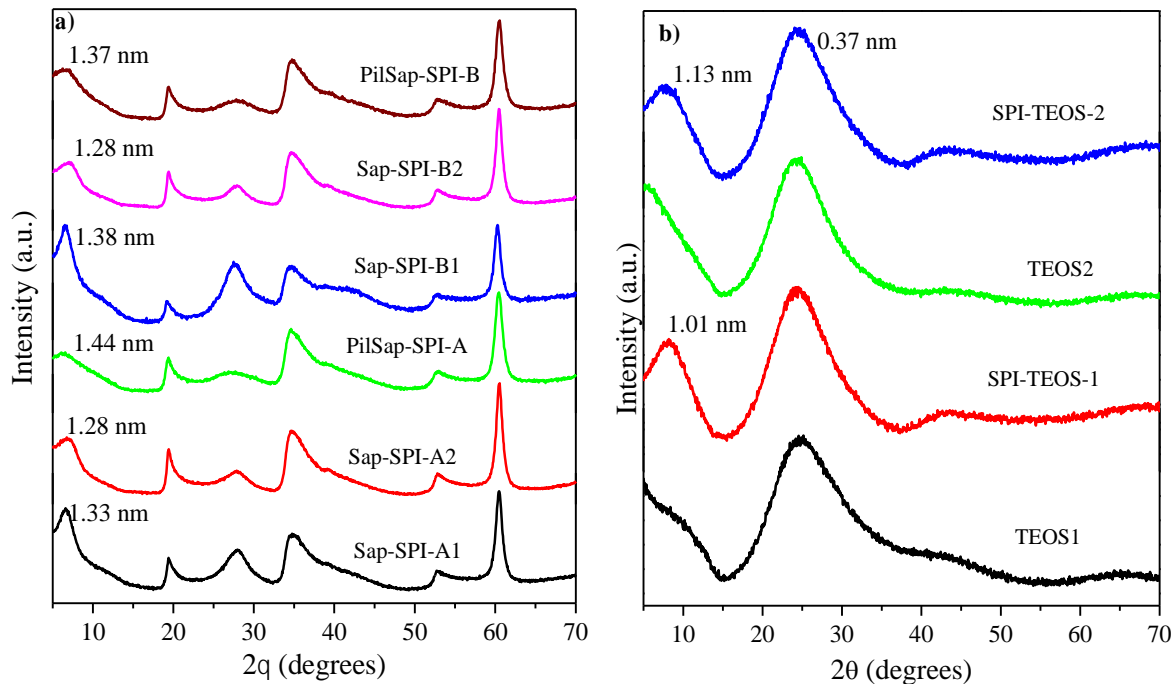 a)
1.37 nm
PilSap-SPI-B
1.28 nm
Sap-SPI-B2
1.38 nm
Sap-SPI-B1
1.44 nm
PilSap-SPI-A
1.28 nm
Sap-SPI-A2
1.33 nm
Sap-SPI-A1
Intensity (a.u.)
10 20 30 40 50 60 70
2q (degrees)
b)
0.37 nm
1.13 nm
SPI-TEOS-2
TEOS2
1.01 nm
SPI-TEOS-1
TEOS1
Intensity (a.u.)
10 20 30 40 50 60 70
2θ (degrees)